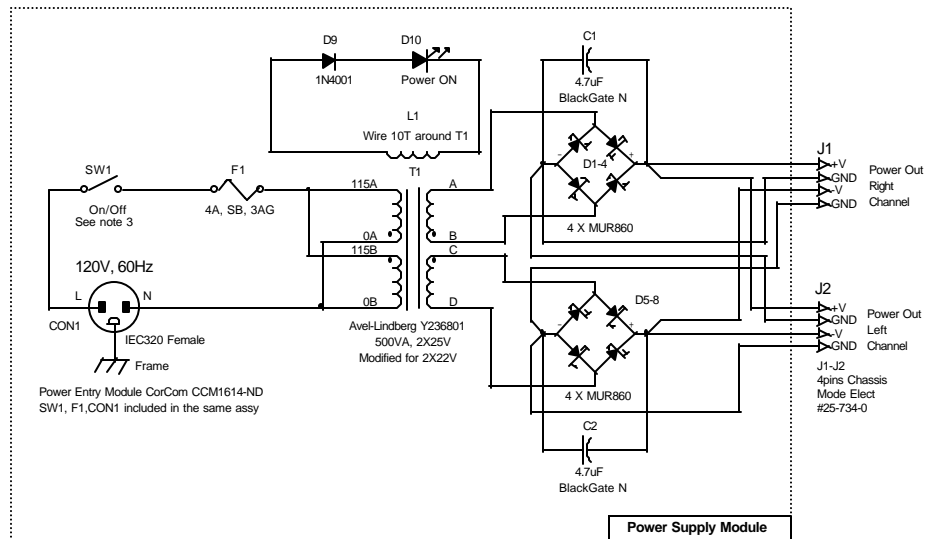 D9
1N4001
D10
Power ON
L1
Wire 10T around T1
C1
4.7uF
BlackGate N
D1-4
-
+
4 X MUR860
SW1
On/Off
See note 3
F1
4A, SB, 3AG
T1
115A
0A
115B
0B
A
B
C
D
Avel-Lindberg Y236801
500VA, 2X25V
Modified for 2X22V
120V, 60Hz
L
N
CON1
IEC320 Female
Frame
Power Entry Module CorCom CCM1614-ND
SW1, F1,CON1 included in the same assy
D5-8
-
+
4 X MUR860
C2
4.7uF
BlackGate N
J1
+V
GND
-V
GND
Power Out
Right
Channel
J2
+V
GND
-V
GND
Power Out
Left
Channel
J1-J2
4pins Chassis
Mode Elect
#25-734-0
Power Supply Module